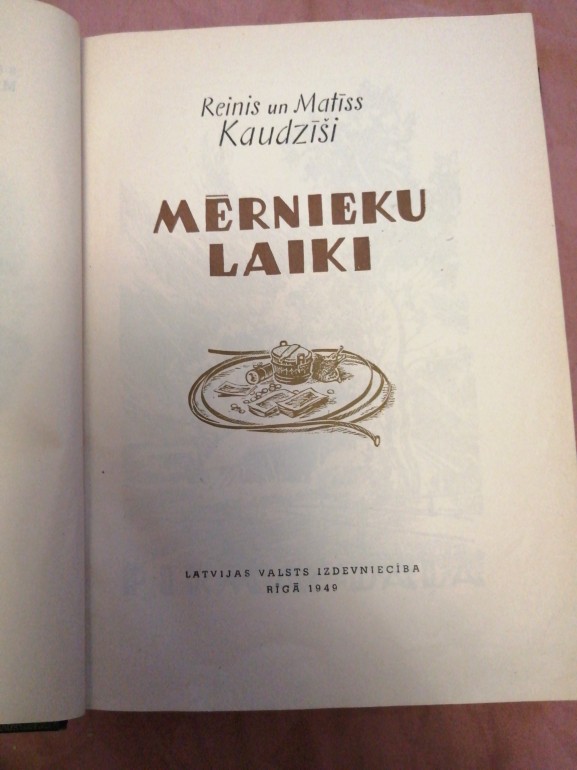 Reinis un Matīss
Kaudzīši
MĒRNIEKU
LAIKI
LATVIJAS VALSTS IZDEVNIECĪBA
RĪGĀ 1949